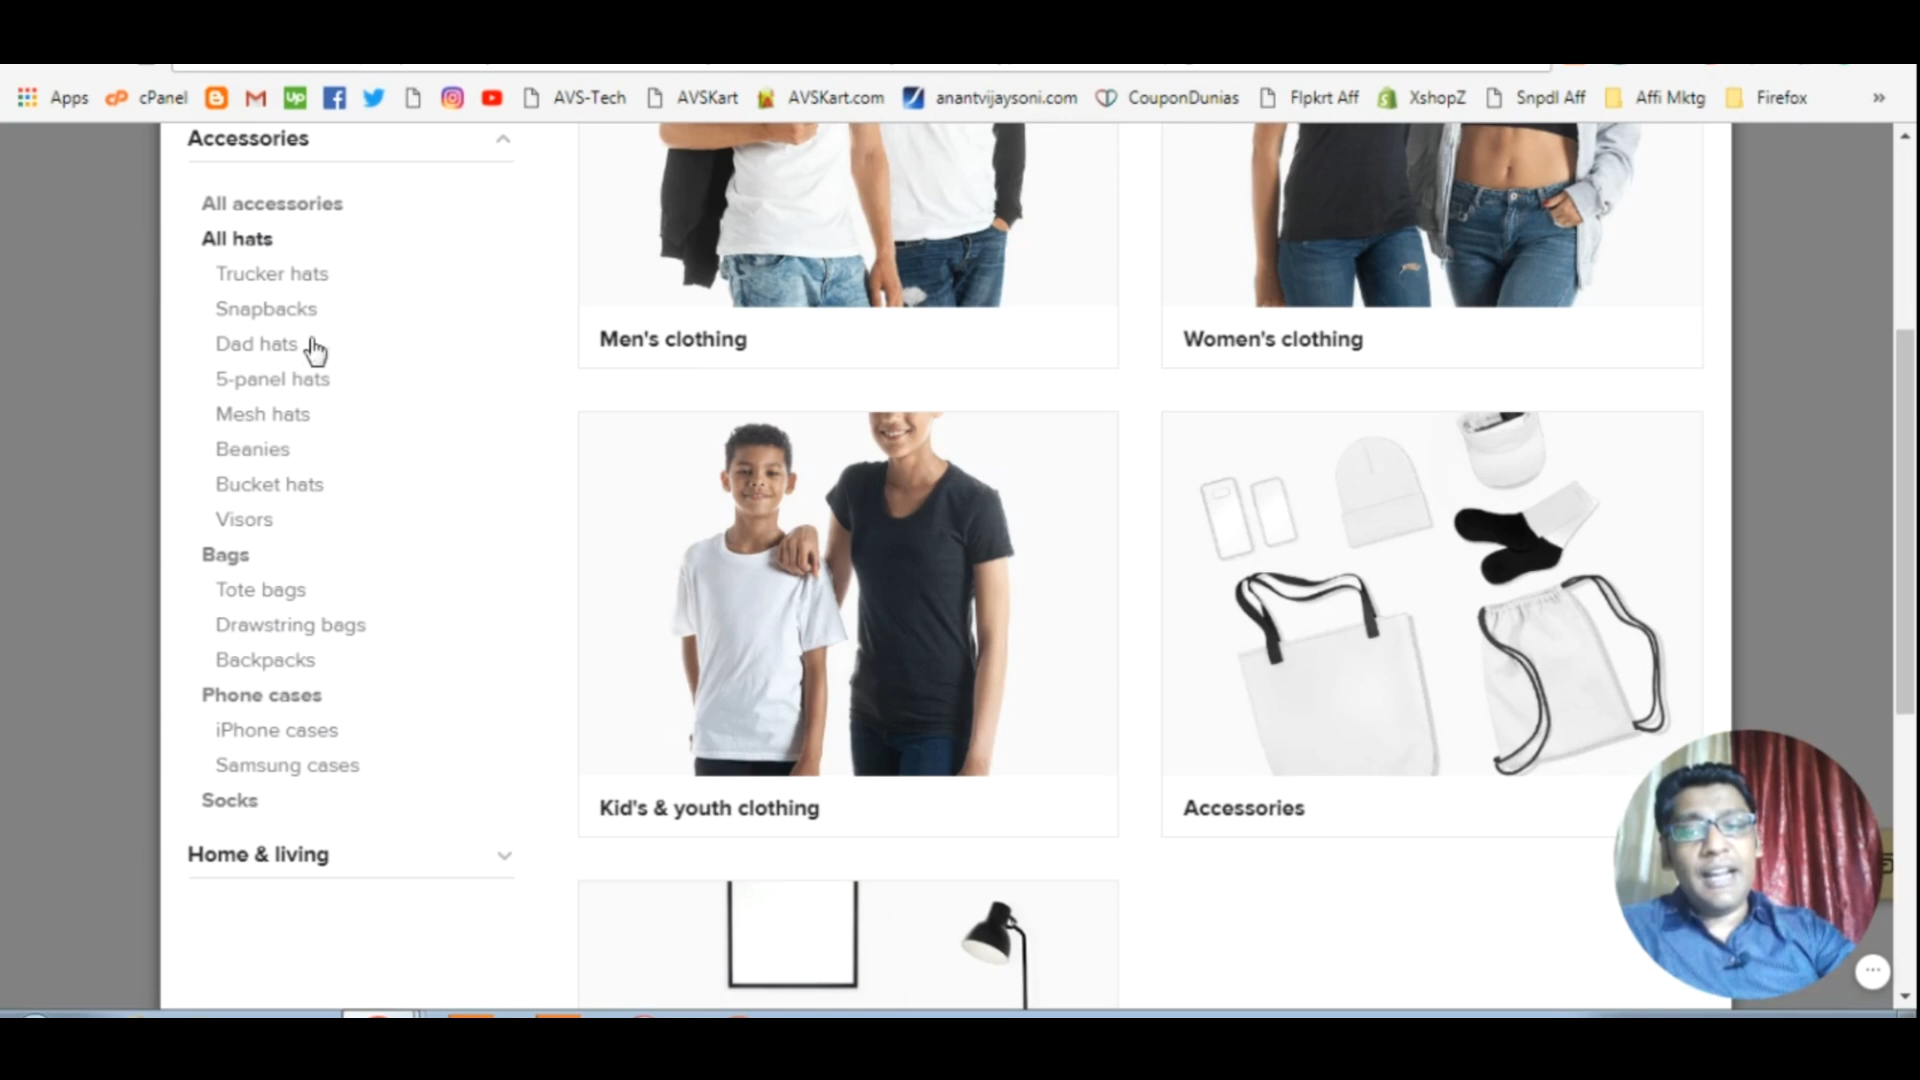 Apps cPanel Up AVS-Tech AVSKart AVSKart.com anantvijaysoni.com CouponDunias Flpkrt Aff XshopZ Snpdl Aff Affi Mktg Firefox »
Accessories
All accessories
All hats
Trucker hats
Snapbacks
Dad hats
5-panel hats
Mesh hats
Beanies
Bucket hats
Visors
Bags
Tote bags
Drawstring bags
Backpacks
Phone cases
iPhone cases
Samsung cases
Socks
Home & living
Men's clothing
Women's clothing
Kid's & youth clothing
Accessories